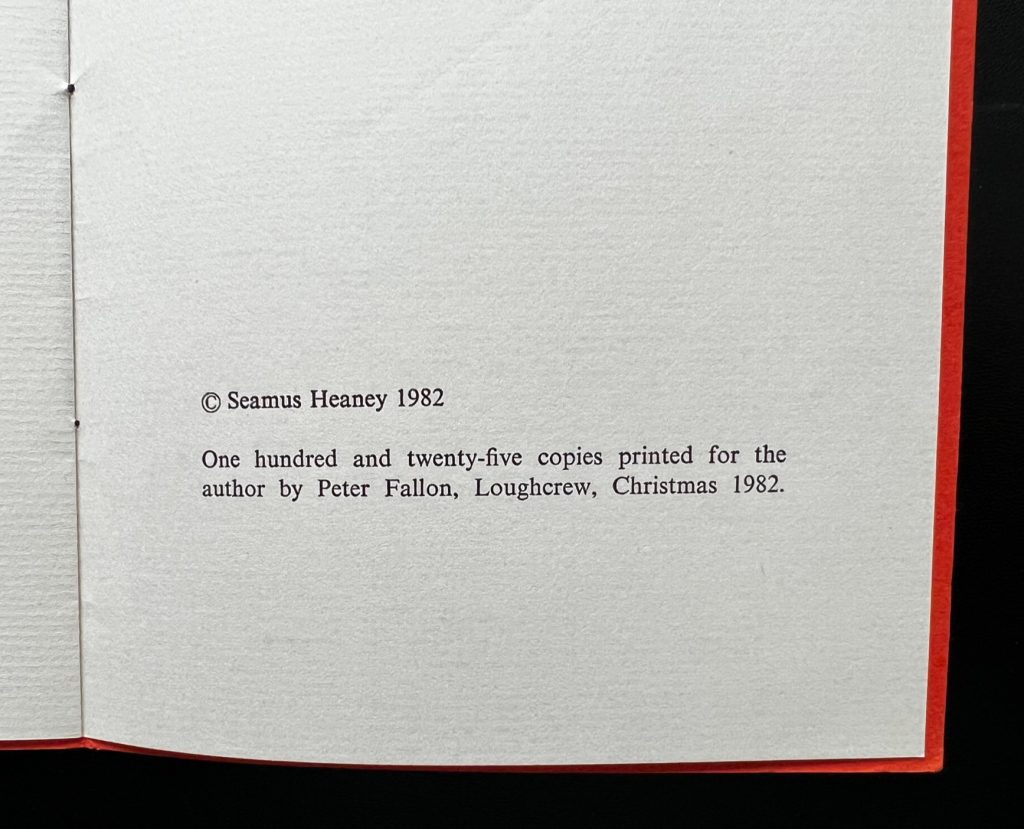 © Seamus Heaney 1982
One hundred and twenty-five copies printed for the
author by Peter Fallon, Loughcrew, Christmas 1982.